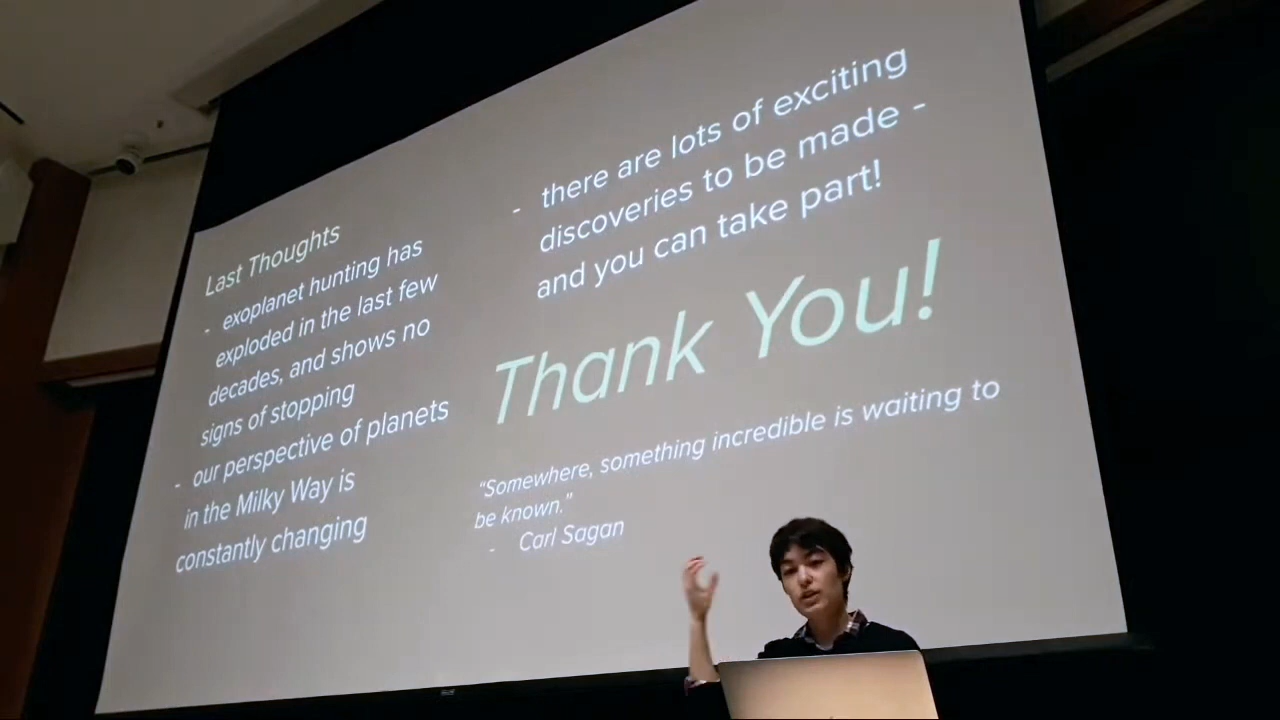 Last Thoughts
- exoplanet hunting has
exploded in the last few
decades, and shows no
signs of stopping
- our perspective of planets
in the Milky Way is
constantly changing
- there are lots of exciting
discoveries to be made -
and you can take part!
Thank You!
“Somewhere, something incredible is waiting to
be known.”
- Carl Sagan